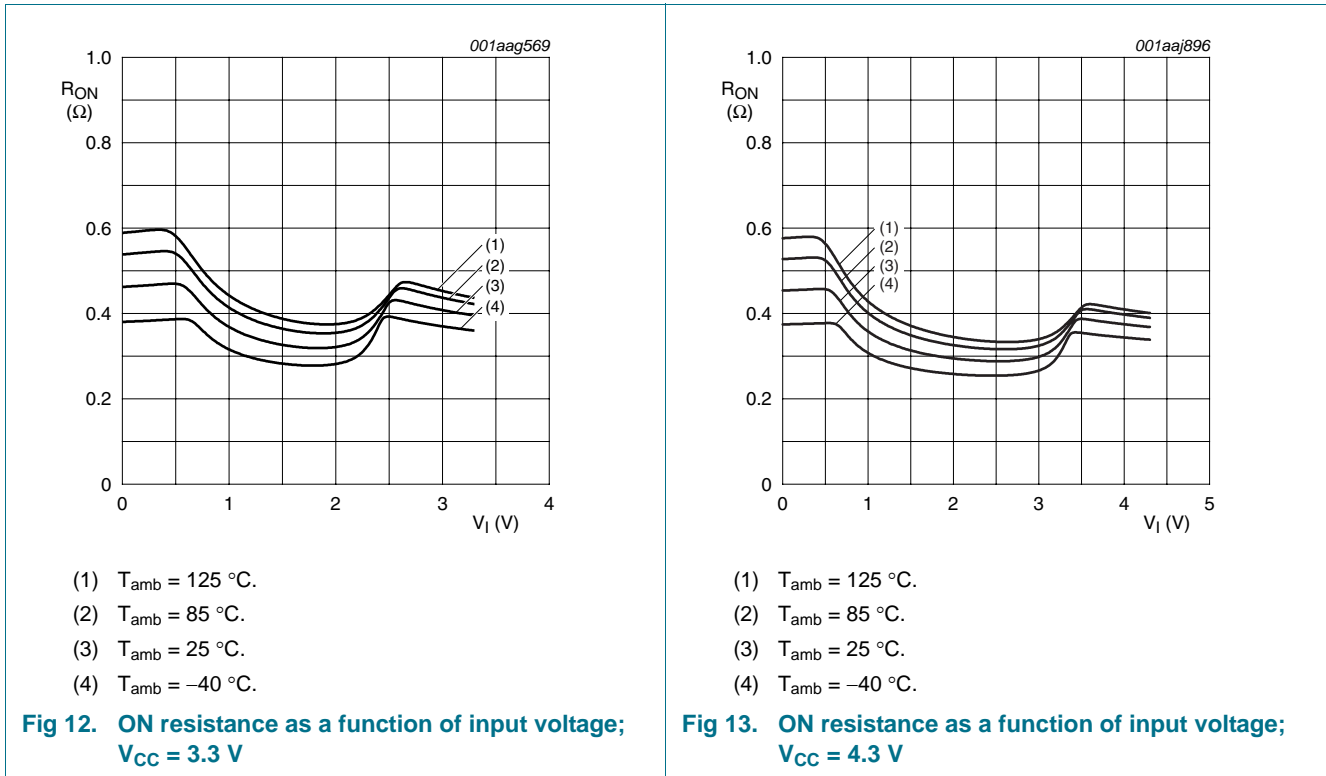 001aag569
1.0
RON
(Ω)
0.8
0.6
0.4
0.2
0
0 1 2 3 4
VI (V)
(1)
(2)
(3)
(4)
(1) Tamb = 125 °C.
(2) Tamb = 85 °C.
(3) Tamb = 25 °C.
(4) Tamb = −40 °C.
Fig 12. ON resistance as a function of input voltage;
VCC = 3.3 V
001aaj896
1.0
RON
(Ω)
0.8
0.6
0.4
0.2
0
0 1 2 3 4 5
VI (V)
(1)
(2)
(3)
(4)
(1) Tamb = 125 °C.
(2) Tamb = 85 °C.
(3) Tamb = 25 °C.
(4) Tamb = −40 °C.
Fig 13. ON resistance as a function of input voltage;
VCC = 4.3 V